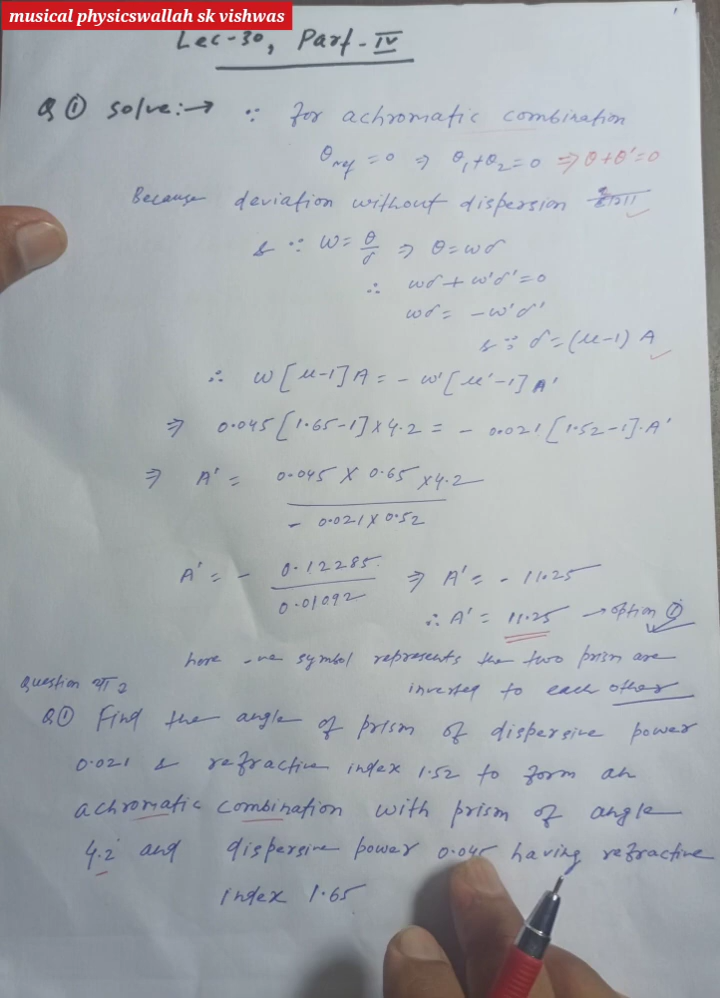 musical physicswallah sk vishwas
Lec-30, Part-IV
Q ① solve:→ ∵ for achromatic combination
θnef = 0 ⇒ θ₁+θ₂=0 ⇒ θ+θ'=0
Because deviation without dispersion
& ∵ ω = θ/δ ⇒ θ = ωδ
∴ ωδ + ω'δ' = 0
ωδ = -ω'δ'
& ∵ δ = (μ-1) A
∴ ω [μ-1] A = - ω' [μ'-1] A'
⇒ 0.045 [1.65-1] × 4.2 = - 0.021 [1.52-1]. A'
⇒ A' = 0.045 × 0.65 × 4.2
- 0.021 × 0.52
A' = - 0.12285 ⇒ A' = - 11.25
0.01092
∴ A' = 11.25 → option ①
here -ve symbol represents the two prism are
inverted to each other
Question था ?
Q① Find the angle of prism of dispersive power
0.021 & refractive index 1.52 to form an
achromatic combination with prism of angle
4.2 and dispersive power 0.045 having refractive
index 1.65